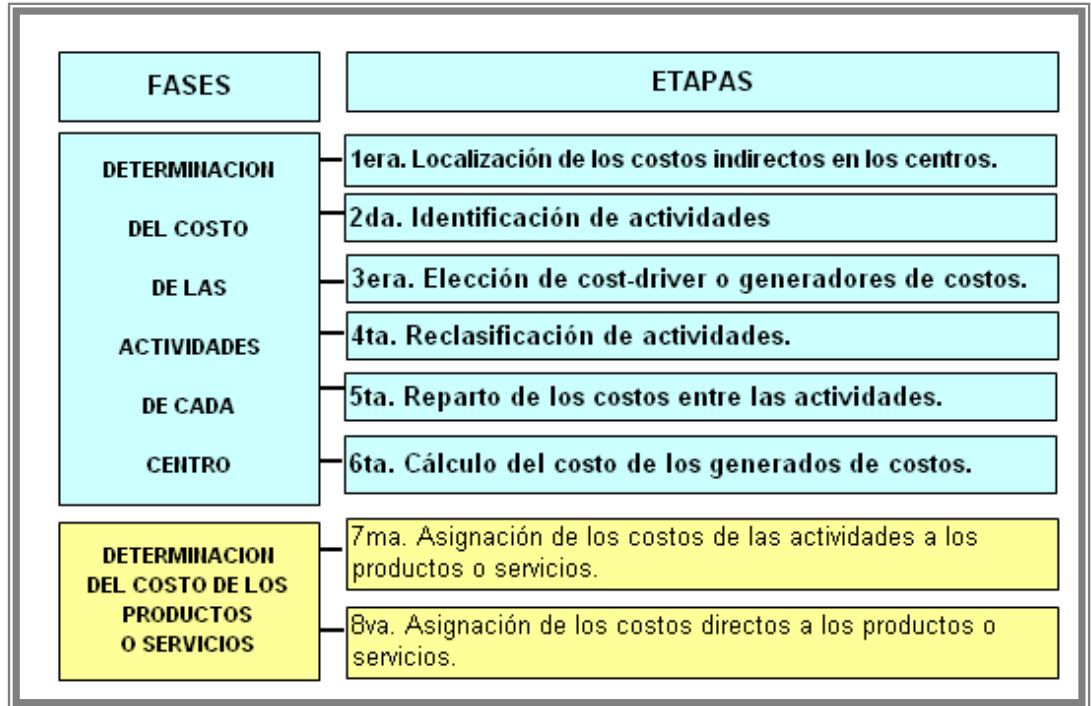 FASES
ETAPAS
DETERMINACION
DEL COSTO
DE LAS
ACTIVIDADES
DE CADA
CENTRO
1era. Localización de los costos indirectos en los centros.
2da. Identificación de actividades
3era. Elección de cost-driver o generadores de costos.
4ta. Reclasificación de actividades.
5ta. Reparto de los costos entre las actividades.
6ta. Cálculo del costo de los generados de costos.
DETERMINACION
DEL COSTO DE LOS
PRODUCTOS
O SERVICIOS
7ma. Asignación de los costos de las actividades a los
productos o servicios.
8va. Asignación de los costos directos a los productos o
servicios.